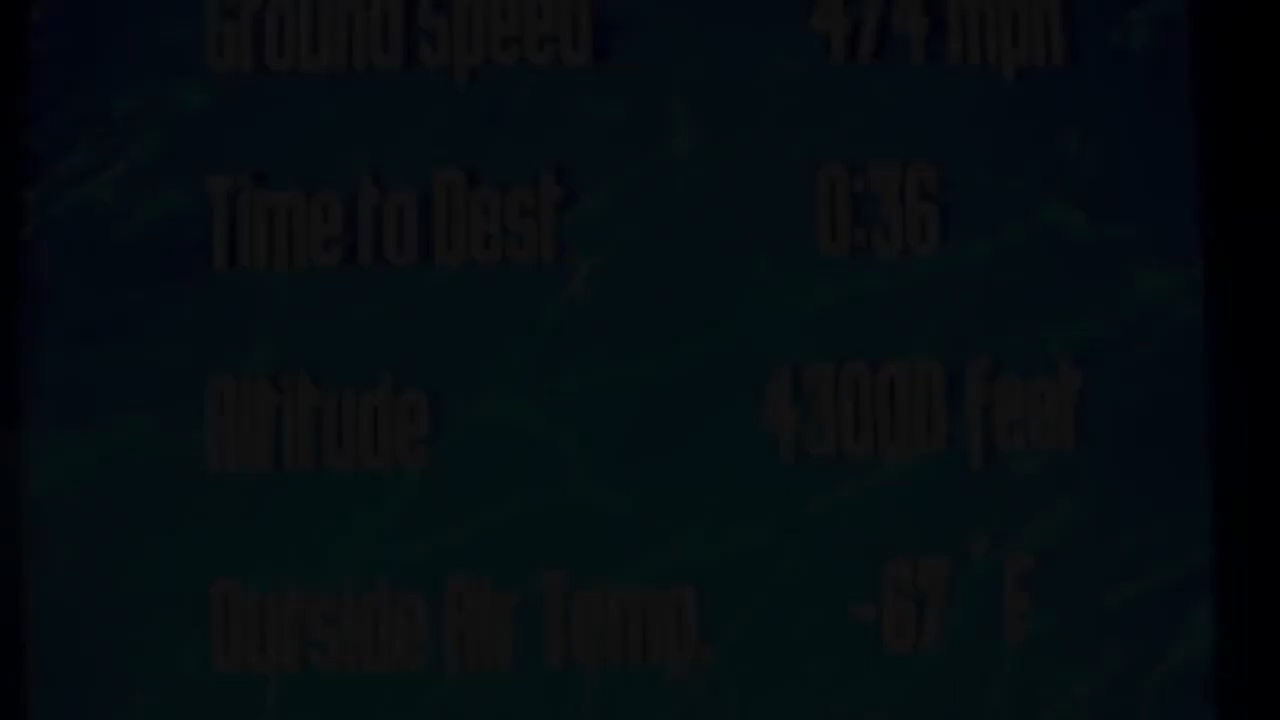 Ground Speed 474 mph
Time to Dest 0:36
Altitude 43000 feet
Outside Air Temp. -67 °F